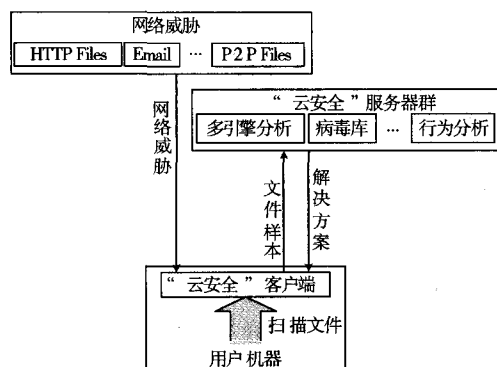 网络威胁
HTTP Files Email … P2P Files
网络威胁
“云安全”服务器群
多引擎分析 病毒库 … 行为分析
文件样本
解决方案
“云安全”客户端
扫描文件
用户机器